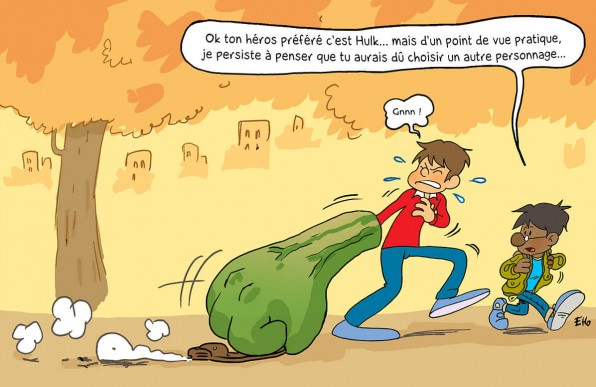 Ok ton héros préféré c'est Hulk... mais d'un point de vue pratique,
je persiste à penser que tu aurais dû choisir un autre personnage...
Gnnn !
EKo